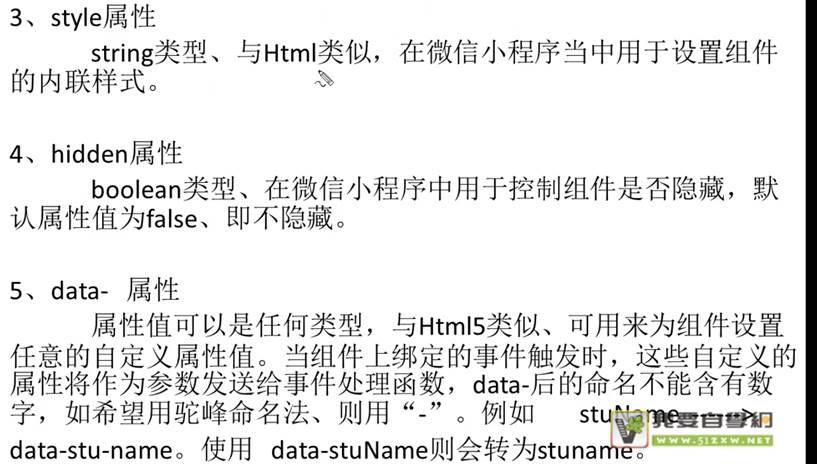 3、style属性
string类型、与Html类似，在微信小程序当中用于设置组件
的内联样式。
4、hidden属性
boolean类型、在微信小程序中用于控制组件是否隐藏，默
认属性值为false、即不隐藏。
5、data- 属性
属性值可以是任何类型，与Html5类似、可用来为组件设置
任意的自定义属性值。当组件上绑定的事件触发时，这些自定义的
属性将作为参数发送给事件处理函数，data-后的命名不能含有数
字，如希望用驼峰命名法、则用“-”。例如 stuName
data-stu-name。使用 data-stuName则会转为stuname。
我要自学網
WWW.51ZXW.NET